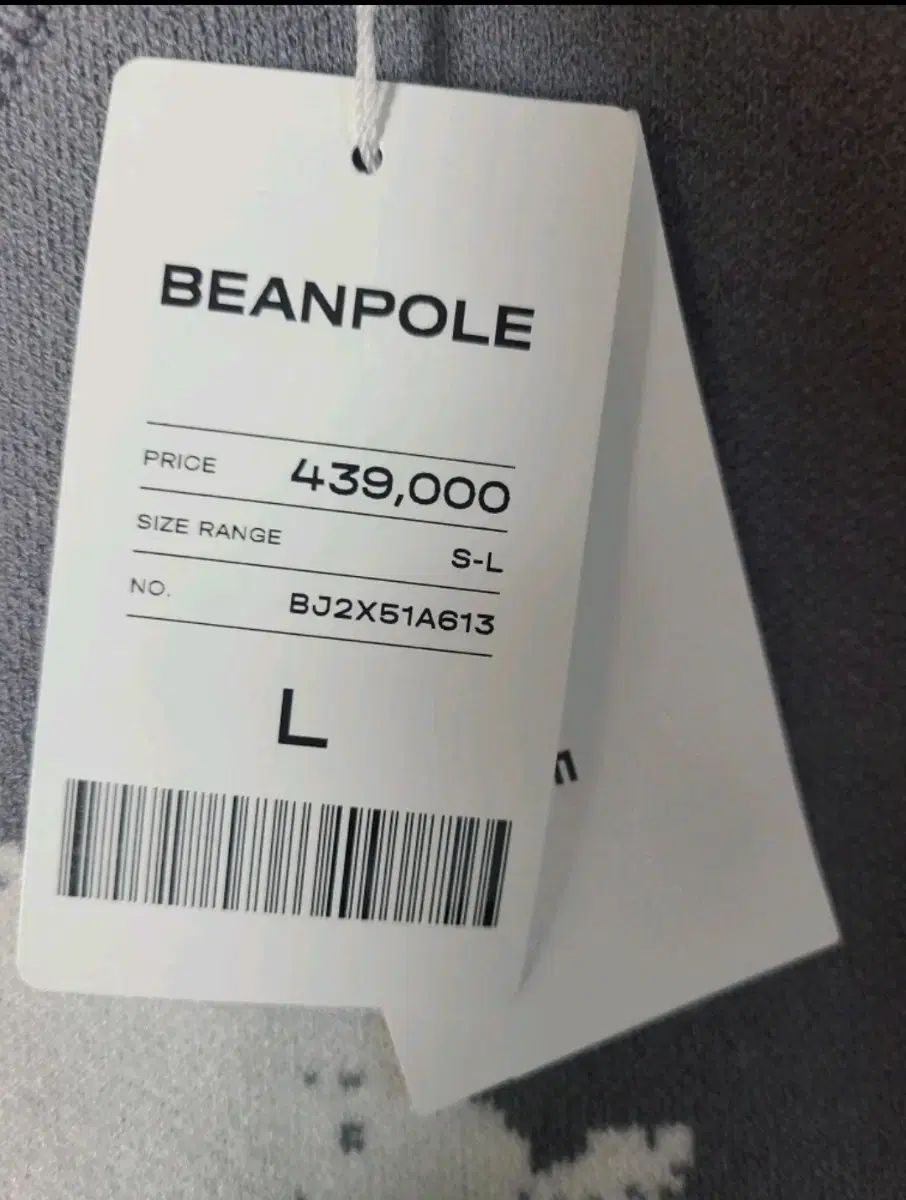 BEANPOLE
PRICE 439,000
SIZE RANGE S-L
NO. BJ2X51A613
L